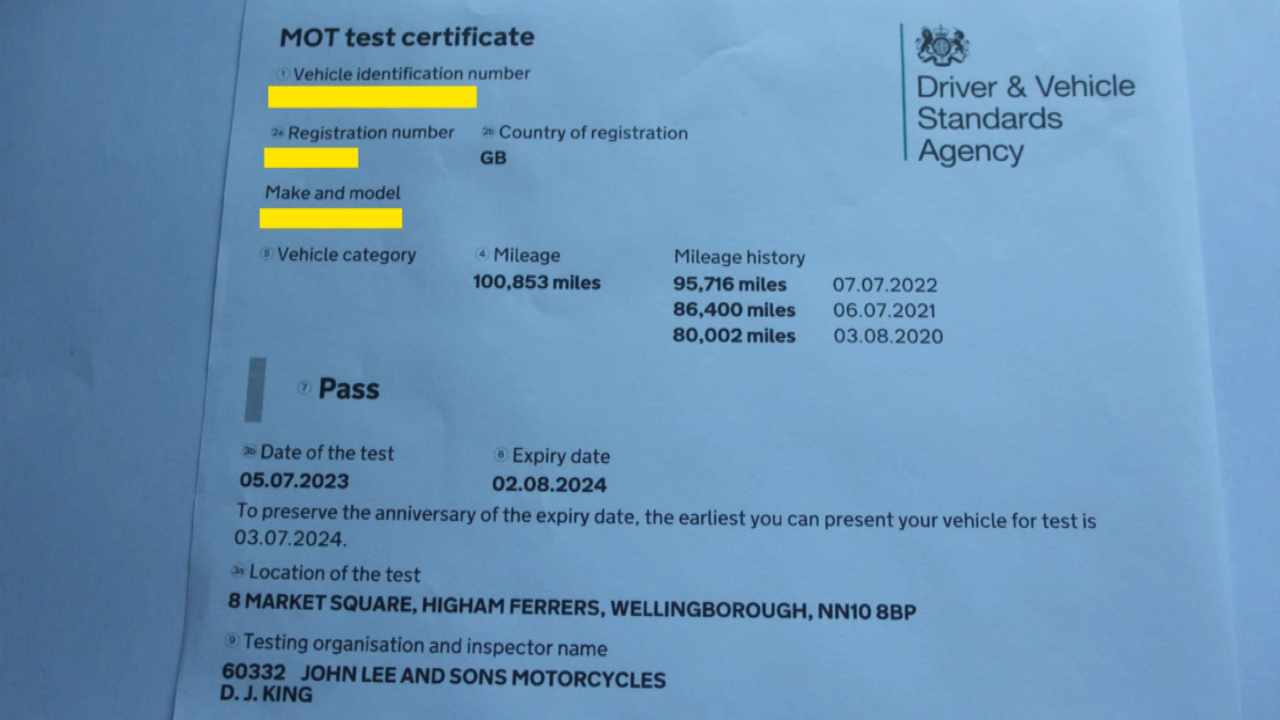 MOT test certificate
① Vehicle identification number
2a Registration number 2b Country of registration
GB
Make and model
⑤ Vehicle category ④ Mileage Mileage history
100,853 miles 95,716 miles 07.07.2022
86,400 miles 06.07.2021
80,002 miles 03.08.2020
⑦ Pass
3b Date of the test ⑧ Expiry date
05.07.2023 02.08.2024
To preserve the anniversary of the expiry date, the earliest you can present your vehicle for test is
03.07.2024.
3a Location of the test
8 MARKET SQUARE, HIGHAM FERRERS, WELLINGBOROUGH, NN10 8BP
⑨ Testing organisation and inspector name
60332 JOHN LEE AND SONS MOTORCYCLES
D. J. KING
Driver & Vehicle
Standards
Agency